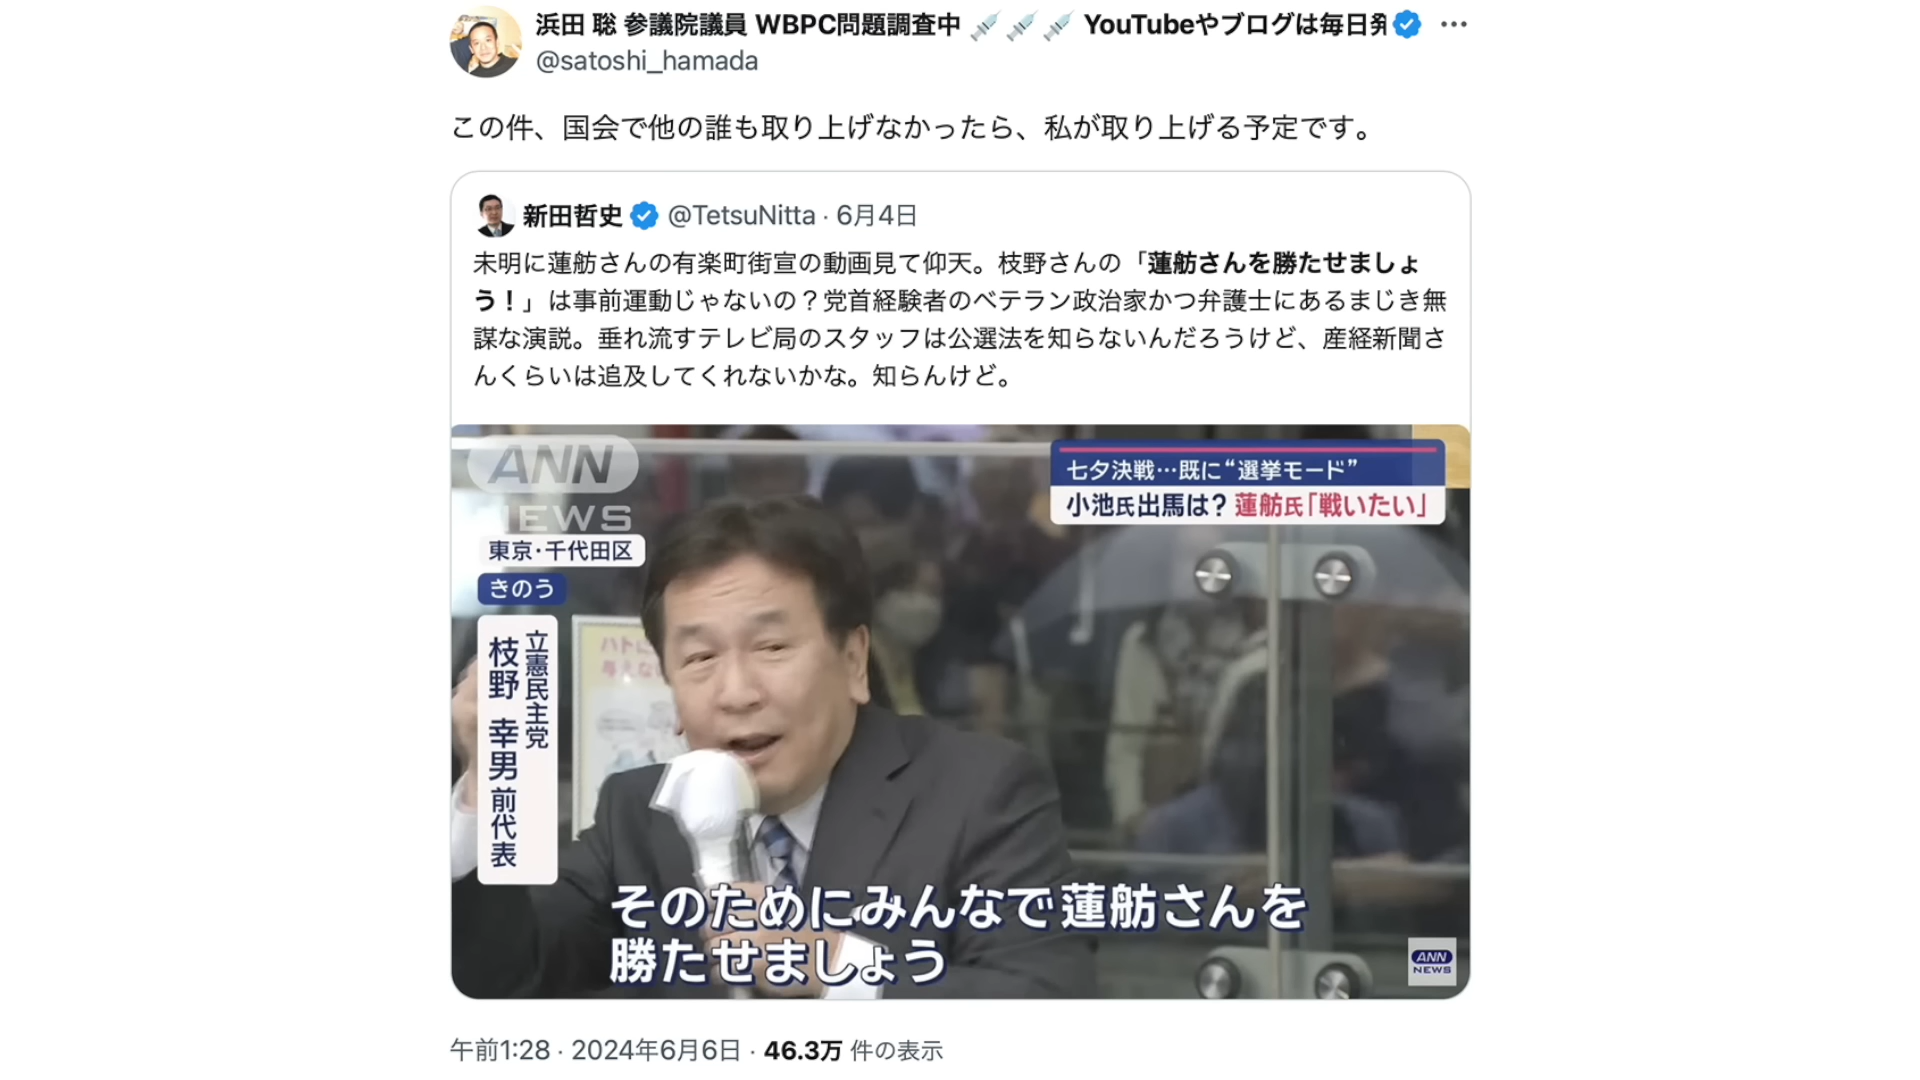 浜田 聡 参議院議員 WBPC問題調査中 💉💉💉 YouTubeやブログは毎日発
@satoshi_hamada
この件、国会で他の誰も取り上げなかったら、私が取り上げる予定です。
新田哲史 @TetsuNitta · 6月4日
未明に蓮舫さんの有楽町街宣の動画見て仰天。枝野さんの「蓮舫さんを勝たせましょ
う！」は事前運動じゃないの？党首経験者のベテラン政治家かつ弁護士にあるまじき無
謀な演説。垂れ流すテレビ局のスタッフは公選法を知らないんだろうけど、産経新聞さ
んくらいは追及してくれないかな。知らんけど。
ANN
NEWS
七夕決戦…既に“選挙モード”
小池氏出馬は？蓮舫氏「戦いたい」
東京・千代田区
きのう
立憲民主党
枝野 幸男 前代表
そのためにみんなで蓮舫さんを
勝たせましょう
ANN
NEWS
午前1:28 · 2024年6月6日 · 46.3万 件の表示